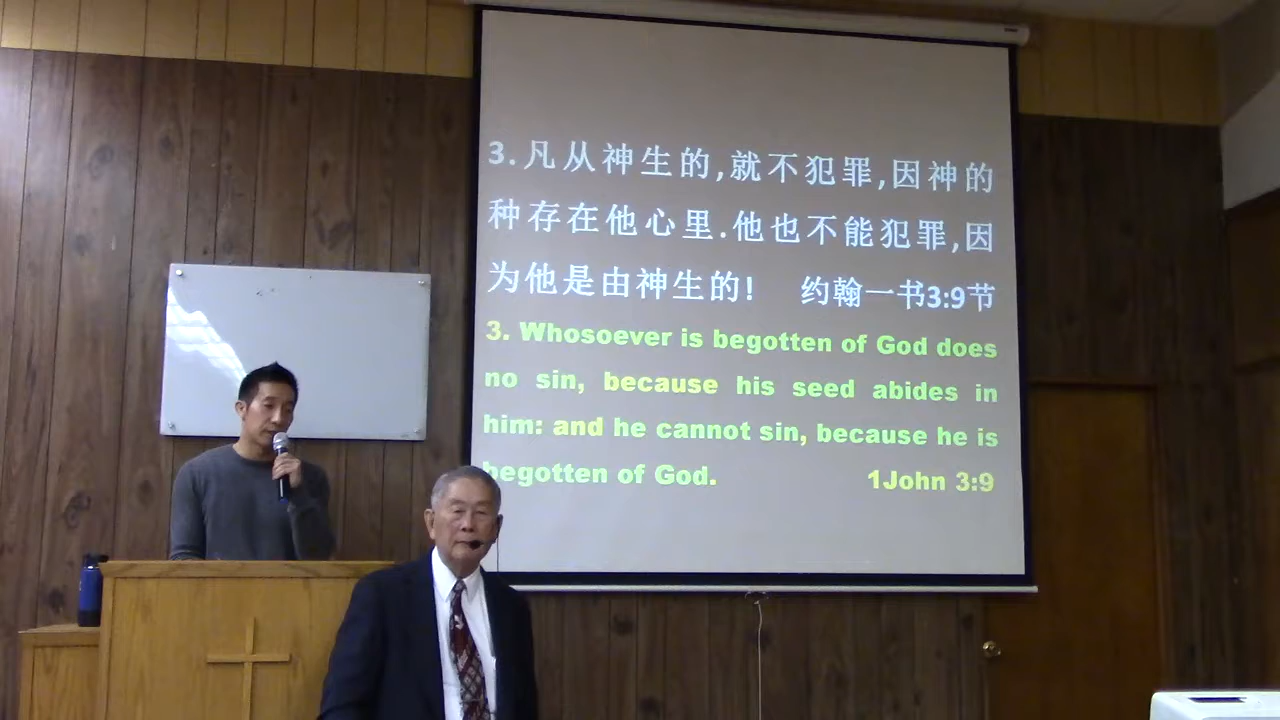 3.凡从神生的,就不犯罪,因神的
种存在他心里.他也不能犯罪,因
为他是由神生的! 约翰一书3:9节
3. Whosoever is begotten of God does
no sin, because his seed abides in
him: and he cannot sin, because he is
begotten of God. 1John 3:9